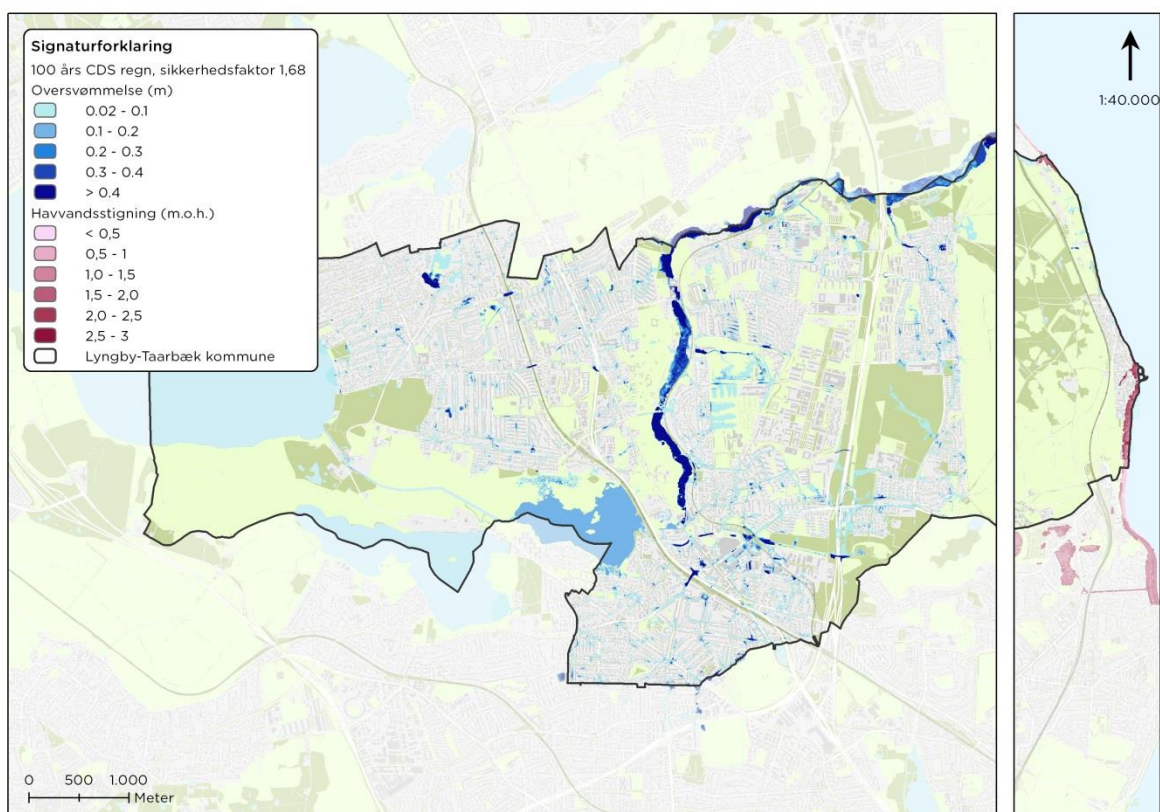 Signaturforklaring
100 års CDS regn, sikkerhedsfaktor 1,68
Oversvømmelse (m)
0.02 - 0.1
0.1 - 0.2
0.2 - 0.3
0.3 - 0.4
> 0.4
Havvandsstigning (m.o.h.)
< 0,5
0,5 - 1
1,0 - 1,5
1,5 - 2,0
2,0 - 2,5
2,5 - 3
Lyngby-Taarbæk kommune
1:40.000
0 500 1.000
Meter